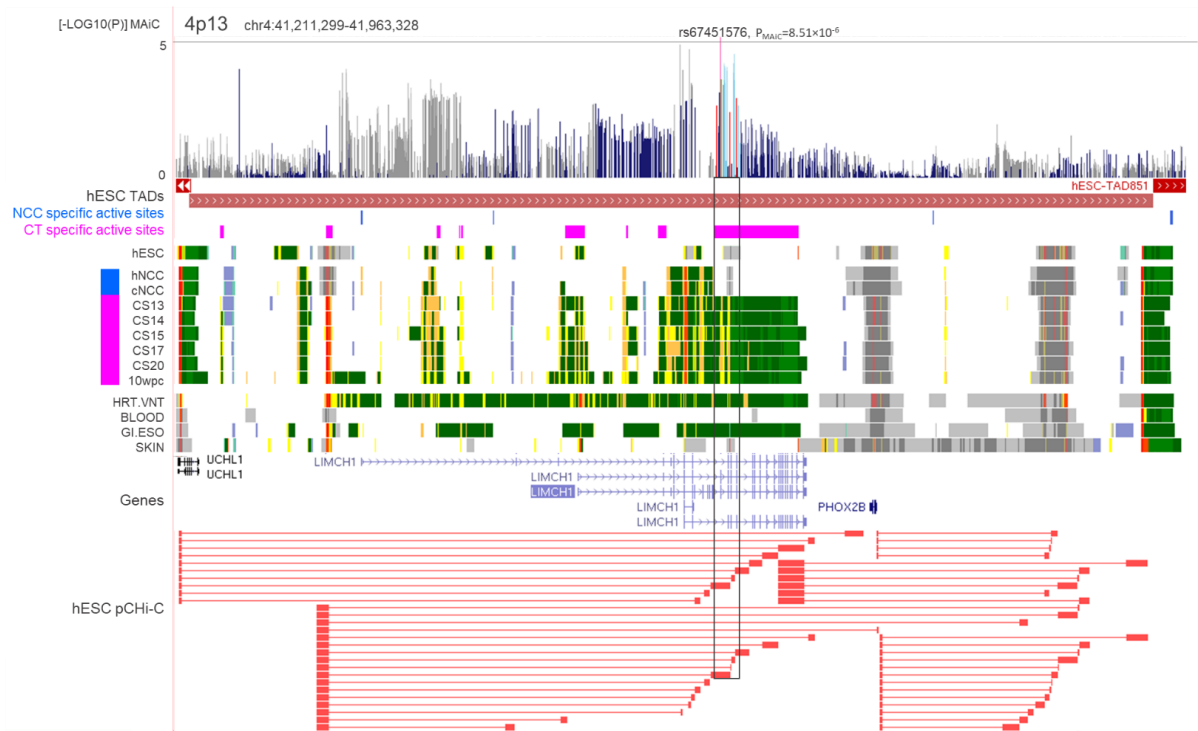 [-LOG10(P)] MAiC 4p13 chr4:41,211,299-41,963,328
rs67451576, PMAiC=8.51×10-6
5
0
hESC-TAD851
hESC TADs
NCC specific active sites
CT specific active sites
hESC
hNCC
cNCC
CS13
CS14
CS15
CS17
CS20
10wpc
HRT.VNT
BLOOD
GI.ESO
SKIN
UCHL1
UCHL1
LIMCH1
LIMCH1
LIMCH1
LIMCH1
LIMCH1
Genes
PHOX2B
hESC pCHi-C